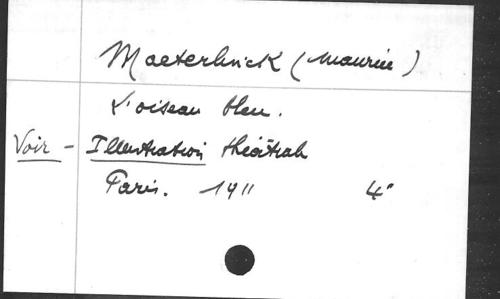 Maeterlinck (Maurice)
L'oiseau bleu.
Voir - Illustration théâtrale
Paris. 1911 4°